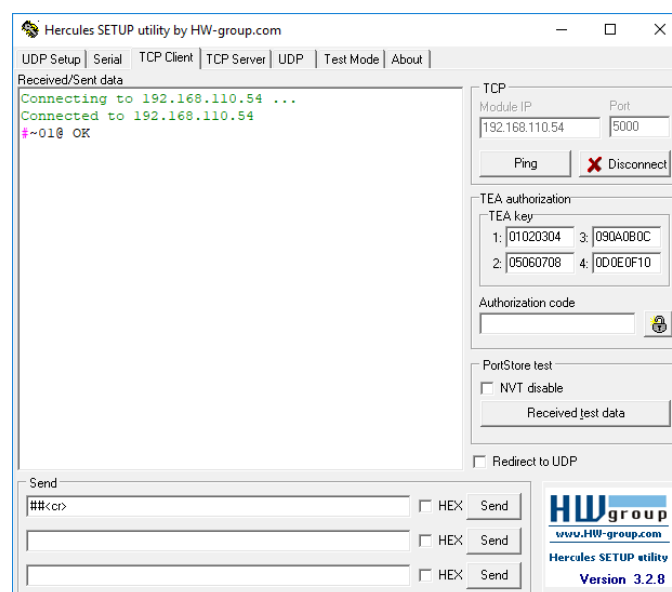 Hercules SETUP utility by HW-group.com
UDP Setup Serial TCP Client TCP Server UDP Test Mode About
Received/Sent data
Connecting to 192.168.110.54 ...
Connected to 192.168.110.54
#~01@ OK
TCP
Module IP Port
192.168.110.54 5000
Ping Disconnect
TEA authorization
TEA key
1: 01020304 3: 090A0B0C
2: 05060708 4: 0D0E0F10
Authorization code
PortStore test
NVT disable
Received test data
Redirect to UDP
Send
##<cr> HEX Send
HEX Send
HEX Send
HW group
www.HW-group.com
Hercules SETUP utility
Version 3.2.8